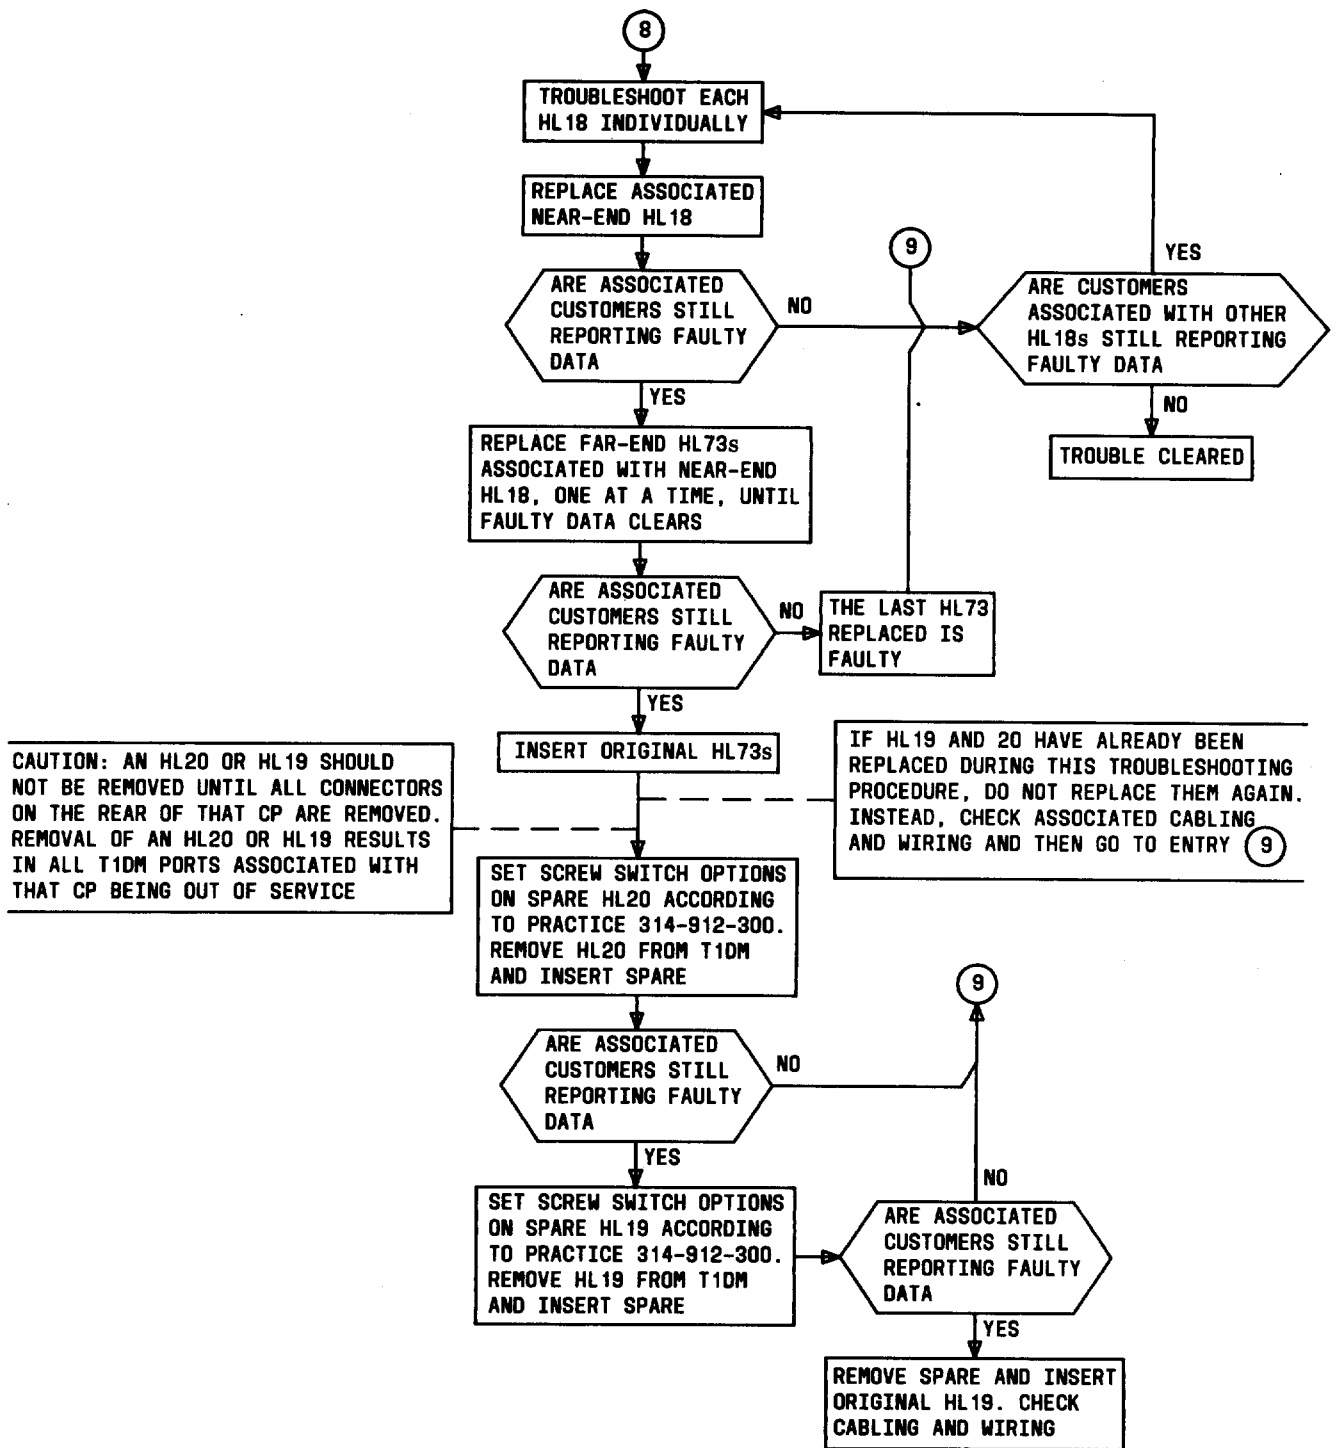 8
TROUBLESHOOT EACH
HL18 INDIVIDUALLY
REPLACE ASSOCIATED
NEAR-END HL18
ARE ASSOCIATED
CUSTOMERS STILL
REPORTING FAULTY
DATA
NO
YES
9
YES
ARE CUSTOMERS
ASSOCIATED WITH OTHER
HL18s STILL REPORTING
FAULTY DATA
NO
TROUBLE CLEARED
REPLACE FAR-END HL73s
ASSOCIATED WITH NEAR-END
HL18, ONE AT A TIME, UNTIL
FAULTY DATA CLEARS
ARE ASSOCIATED
CUSTOMERS STILL
REPORTING FAULTY
DATA
NO
THE LAST HL73
REPLACED IS
FAULTY
YES
INSERT ORIGINAL HL73s
CAUTION: AN HL20 OR HL19 SHOULD
NOT BE REMOVED UNTIL ALL CONNECTORS
ON THE REAR OF THAT CP ARE REMOVED.
REMOVAL OF AN HL20 OR HL19 RESULTS
IN ALL T1DM PORTS ASSOCIATED WITH
THAT CP BEING OUT OF SERVICE
IF HL19 AND 20 HAVE ALREADY BEEN
REPLACED DURING THIS TROUBLESHOOTING
PROCEDURE, DO NOT REPLACE THEM AGAIN.
INSTEAD, CHECK ASSOCIATED CABLING
AND WIRING AND THEN GO TO ENTRY 9
SET SCREW SWITCH OPTIONS
ON SPARE HL20 ACCORDING
TO PRACTICE 314-912-300.
REMOVE HL20 FROM T1DM
AND INSERT SPARE
9
ARE ASSOCIATED
CUSTOMERS STILL
REPORTING FAULTY
DATA
NO
YES
SET SCREW SWITCH OPTIONS
ON SPARE HL19 ACCORDING
TO PRACTICE 314-912-300.
REMOVE HL19 FROM T1DM
AND INSERT SPARE
NO
ARE ASSOCIATED
CUSTOMERS STILL
REPORTING FAULTY
DATA
YES
REMOVE SPARE AND INSERT
ORIGINAL HL19. CHECK
CABLING AND WIRING